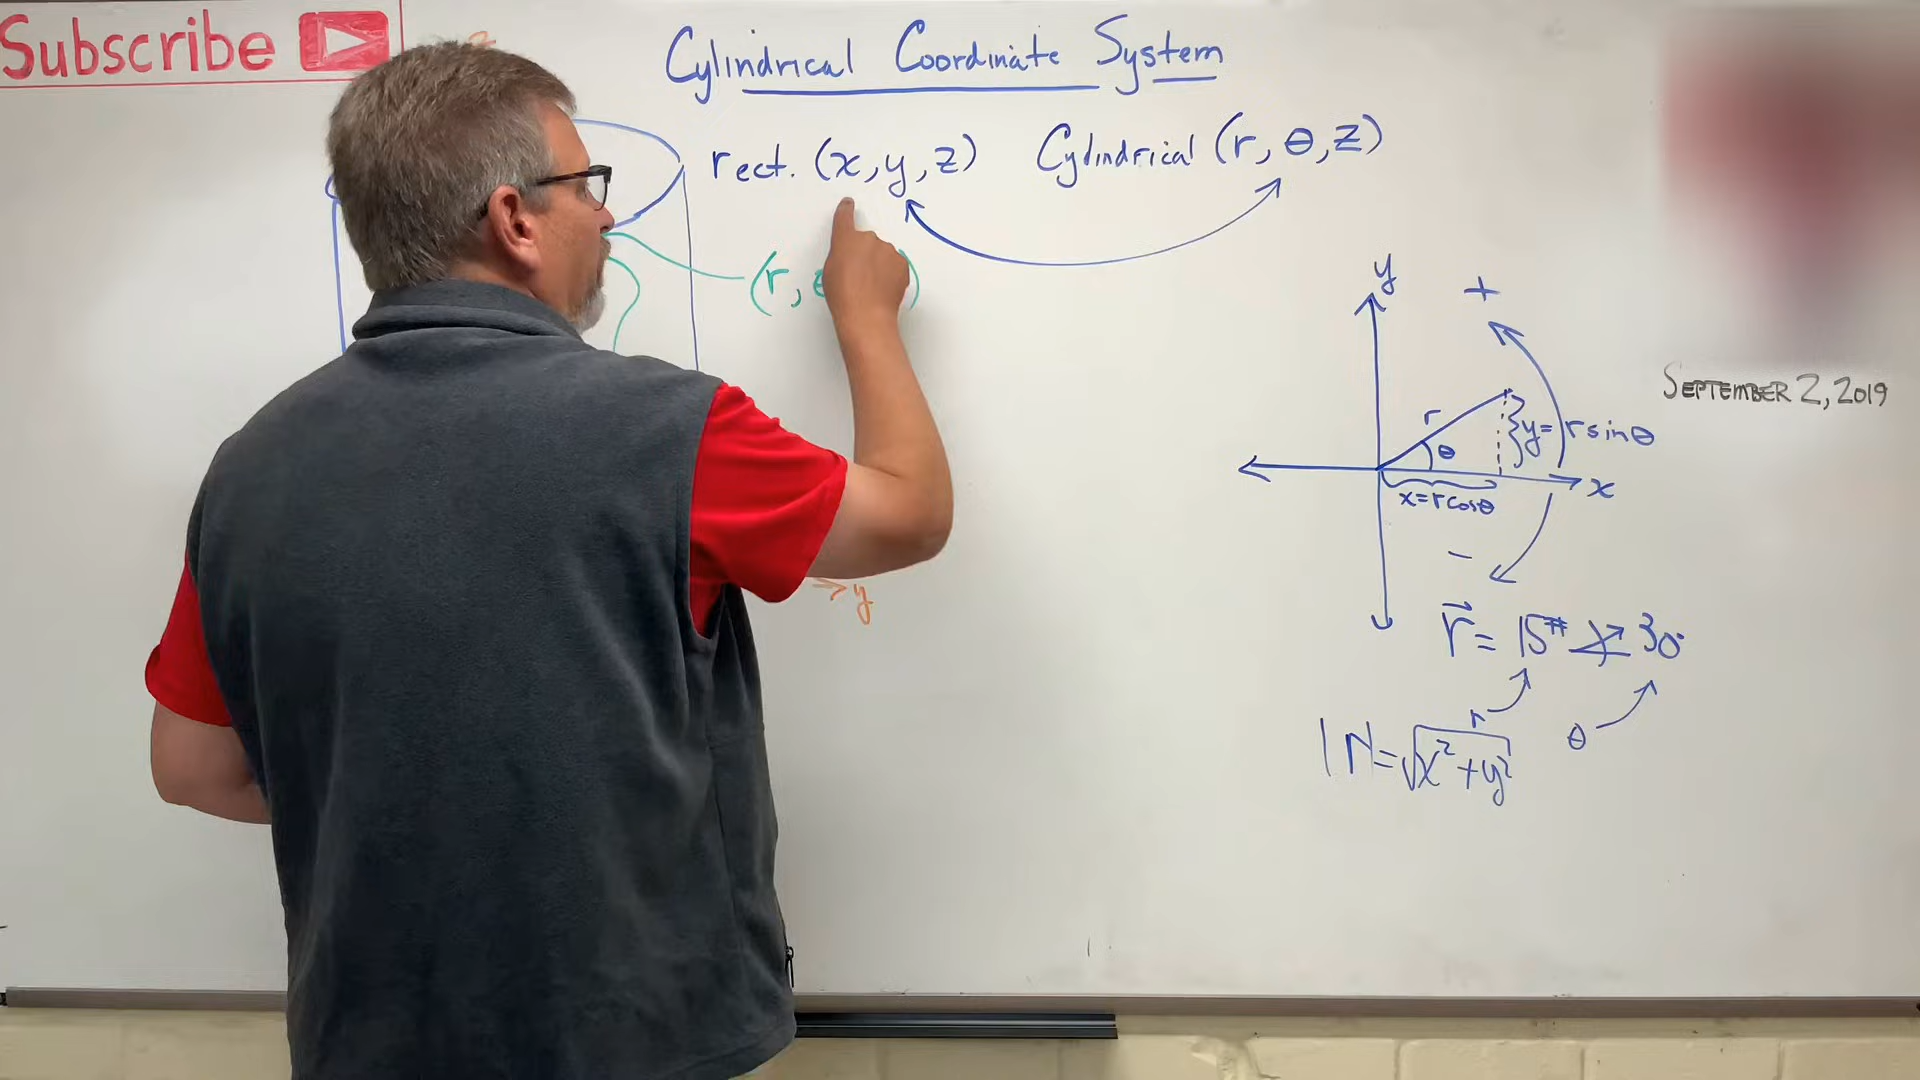 Subscribe
Cylindrical Coordinate System
rect. (x, y, z) Cylindrical (r, θ, z)
(r,
z
y
+
r
θ
y = r sin θ
x
x = r cos θ
-
SEPTEMBER 2, 2019
r⃗ = 15# ∡ 30°
r
θ
|r| = √x² + y²
y